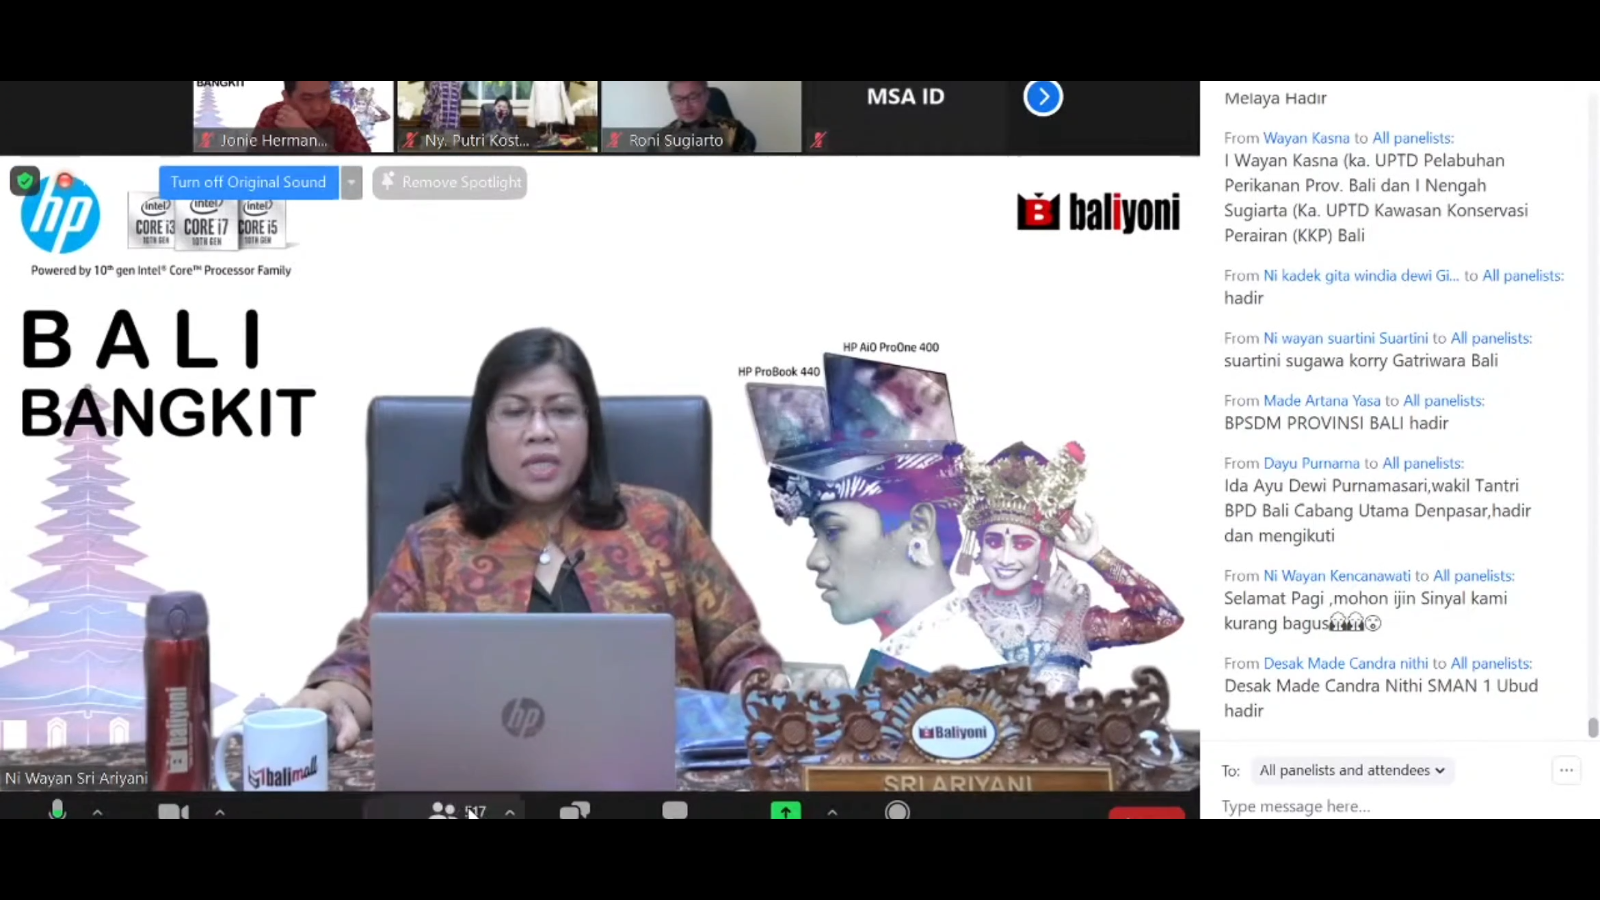 BANGKIT
MSA ID
Jonie Herman...
Ny. Putri Kost...
Roni Sugiarto
Turn off Original Sound
Remove Spotlight
hp
intel
CORE i3
10TH GEN
intel
CORE i7
10TH GEN
intel
CORE i5
10TH GEN
Powered by 10th gen Intel® Core™ Processor Family
B baliyoni
BALI
BANGKIT
HP AiO ProOne 400
HP ProBook 440
baliyoni
balimall
hp
Baliyoni
SRI ARIYANI
Ni Wayan Sri Ariyani
517
Melaya Hadir
From Wayan Kasna to All panelists:
I Wayan Kasna (ka. UPTD Pelabuhan
Perikanan Prov. Bali dan I Nengah
Sugiarta (Ka. UPTD Kawasan Konservasi
Perairan (KKP) Bali
From Ni kadek gita windia dewi Gi... to All panelists:
hadir
From Ni wayan suartini Suartini to All panelists:
suartini sugawa korry Gatriwara Bali
From Made Artana Yasa to All panelists:
BPSDM PROVINSI BALI hadir
From Dayu Purnama to All panelists:
Ida Ayu Dewi Purnamasari,wakil Tantri
BPD Bali Cabang Utama Denpasar,hadir
dan mengikuti
From Ni Wayan Kencanawati to All panelists:
Selamat Pagi ,mohon ijin Sinyal kami
kurang bagus
From Desak Made Candra nithi to All panelists:
Desak Made Candra Nithi SMAN 1 Ubud
hadir
To: All panelists and attendees
Type message here...